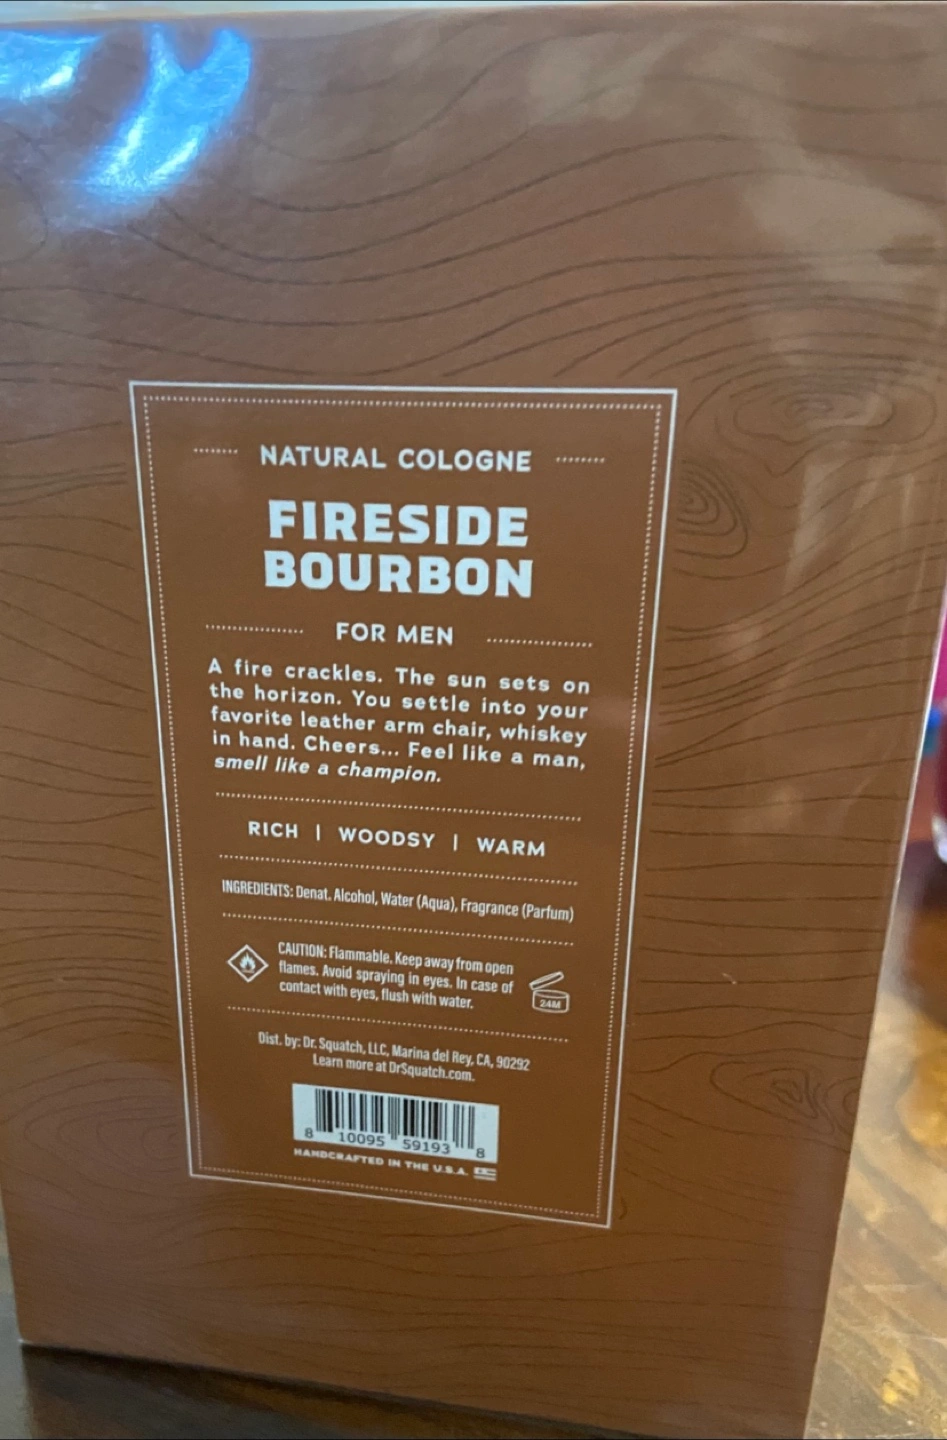 NATURAL COLOGNE
FIRESIDE
BOURBON
FOR MEN
A fire crackles. The sun sets on
the horizon. You settle into your
favorite leather arm chair, whiskey
in hand. Cheers... Feel like a man,
smell like a champion.
RICH | WOODSY | WARM
INGREDIENTS: Denat. Alcohol, Water (Aqua), Fragrance (Parfum)
CAUTION: Flammable. Keep away from open
flames. Avoid spraying in eyes. In case of
contact with eyes, flush with water.
24M
Dist. by: Dr. Squatch, LLC, Marina del Rey, CA, 90292
Learn more at DrSquatch.com.
8 10095 59193 8
HANDCRAFTED IN THE U.S.A.